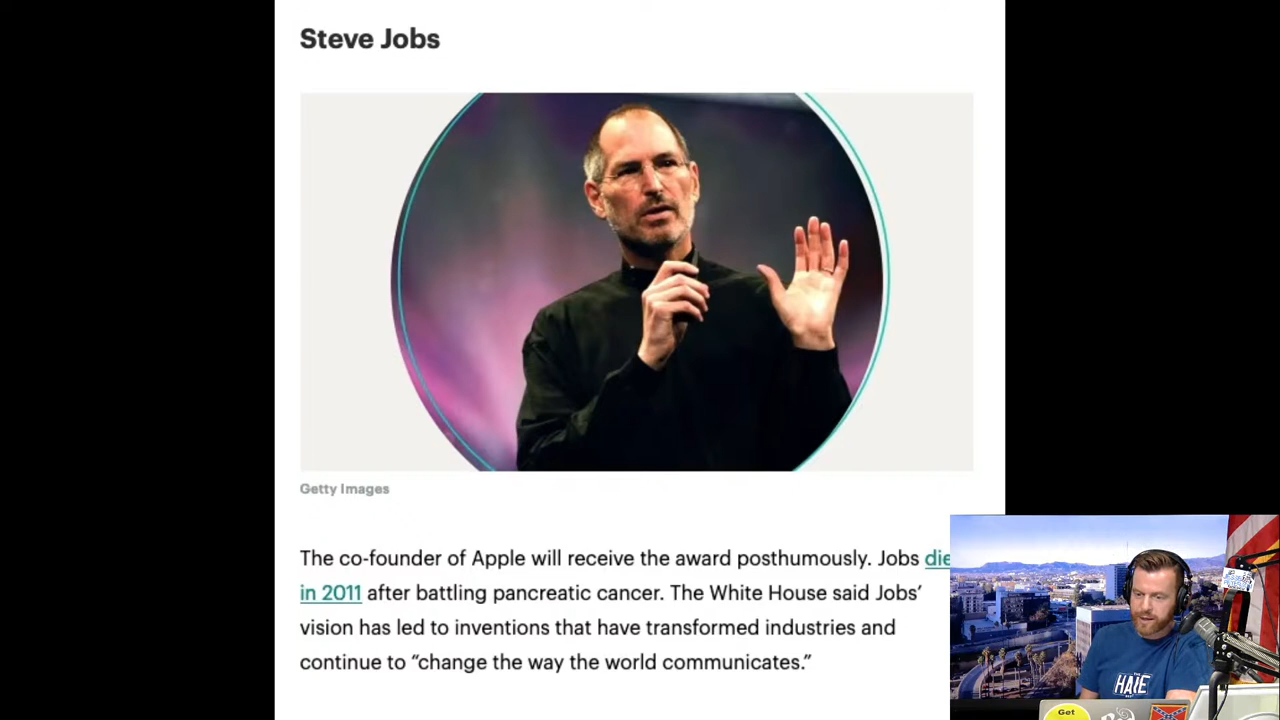 Steve Jobs
Getty Images
The co-founder of Apple will receive the award posthumously. Jobs die
in 2011 after battling pancreatic cancer. The White House said Jobs’
vision has led to inventions that have transformed industries and
continue to “change the way the world communicates.”
HATE
Get